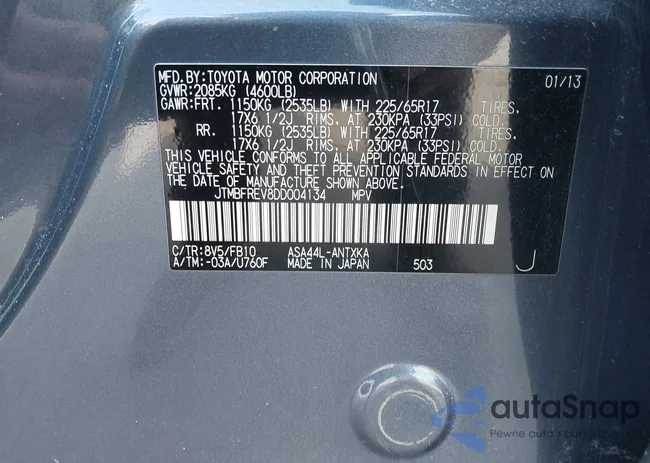 MFD.BY:TOYOTA MOTOR CORPORATION 01/13
GVWR:2085KG (4600LB)
GAWR:FRT. 1150KG (2535LB) WITH 225/65R17 TIRES,
17X6 1/2J RIMS, AT 230KPA (33PSI) COLD.
RR. 1150KG (2535LB) WITH 225/65R17 TIRES,
17X6 1/2J RIMS, AT 230KPA (33PSI) COLD.
THIS VEHICLE CONFORMS TO ALL APPLICABLE FEDERAL MOTOR
VEHICLE SAFETY AND THEFT PREVENTION STANDARDS IN EFFECT ON
THE DATE OF MANUFACTURE SHOWN ABOVE.
JTMBFREV8DD004134 MPV
C/TR:8V5/FB10 ASA44L-ANTXKA
A/TM:-03A/U760F MADE IN JAPAN 503 J
autaSnap
Pewne auta z